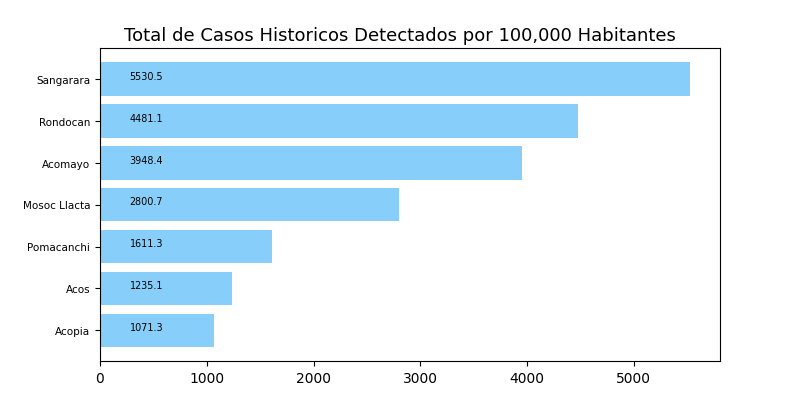 Total de Casos Historicos Detectados por 100,000 Habitantes
Sangarara 5530.5
Rondocan 4481.1
Acomayo 3948.4
Mosoc Llacta 2800.7
Pomacanchi 1611.3
Acos 1235.1
Acopia 1071.3
0 1000 2000 3000 4000 5000